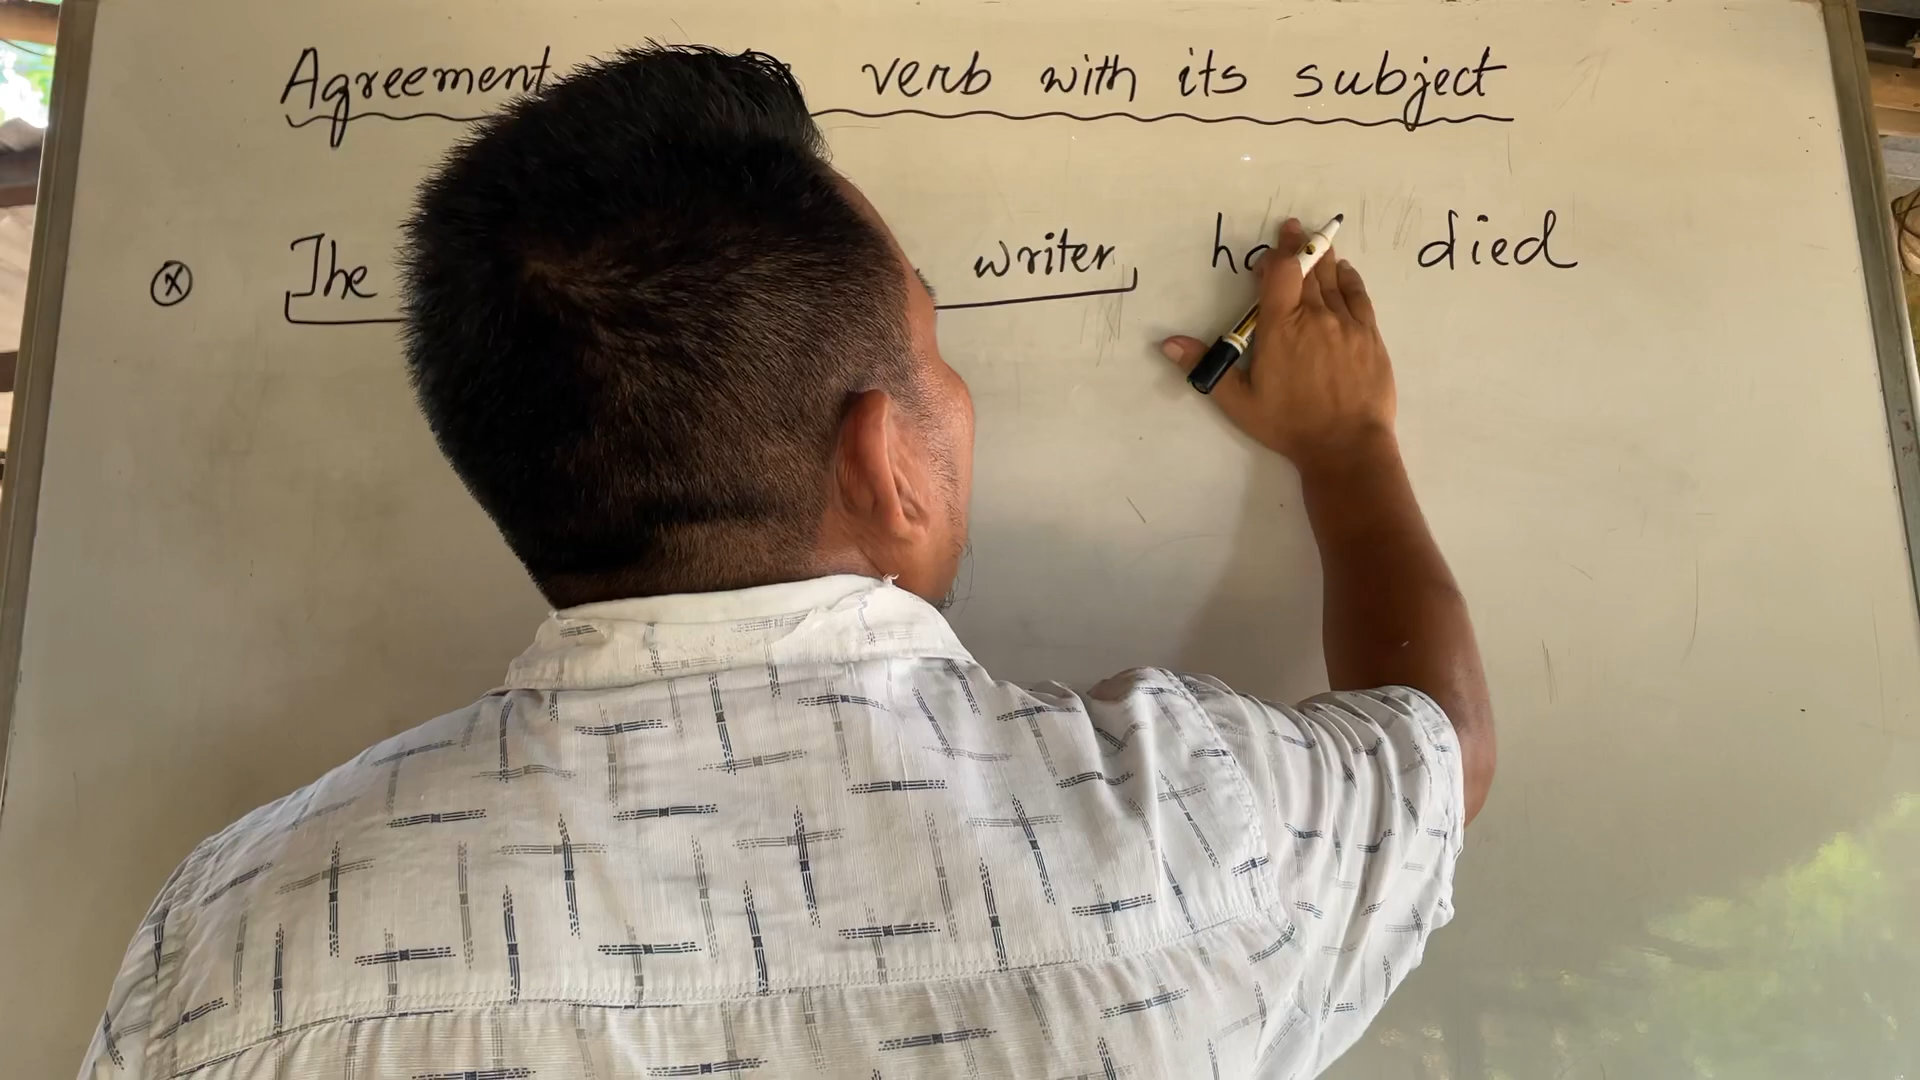 Agreement verb with its subject
ⓧ The writer died